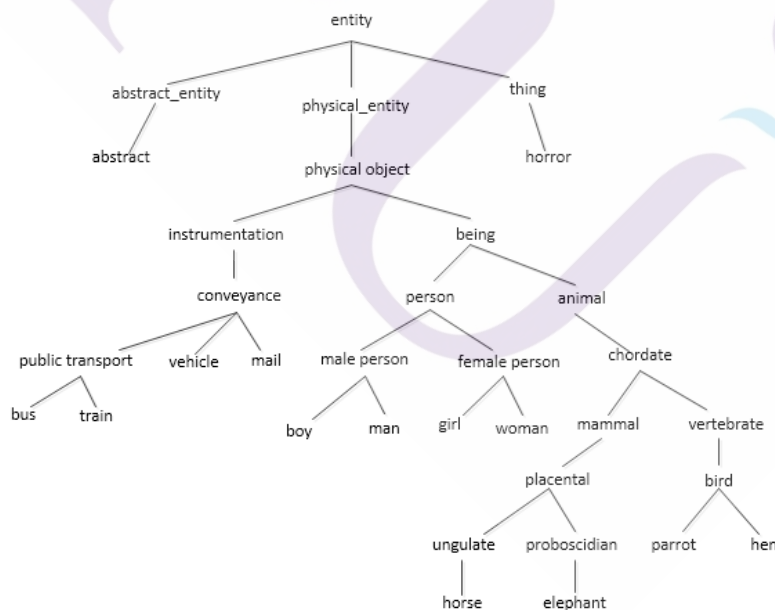 entity
abstract_entity
physical_entity
thing
abstract
physical object
horror
instrumentation
being
conveyance
person
animal
public transport
vehicle
mail
male person
female person
chordate
bus
train
boy
man
girl
woman
mammal
vertebrate
placental
bird
ungulate
proboscidian
parrot
hen
horse
elephant